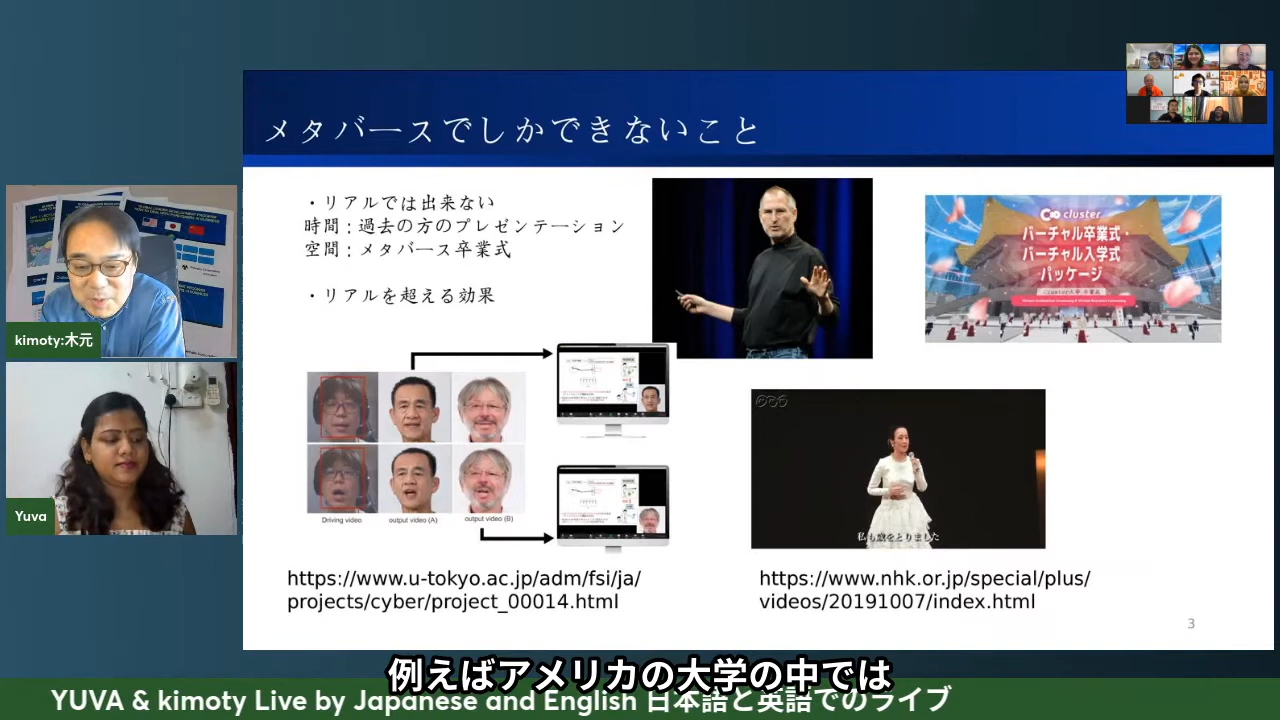 メタバースでしかできないこと
・リアルでは出来ない
時間：過去の方のプレゼンテーション
空間：メタバース卒業式
・リアルを超える効果
cluster
バーチャル卒業式・
バーチャル入学式
パッケージ
kimoty:木元
Yuva
Driving video
output video (A)
output video (B)
私も歳をとりました
https://www.u-tokyo.ac.jp/adm/fsi/ja/
projects/cyber/project_00014.html
https://www.nhk.or.jp/special/plus/
videos/20191007/index.html
3
例えばアメリカの大学の中では
YUVA & kimoty Live by Japanese and English 日本語と英語でのライブ